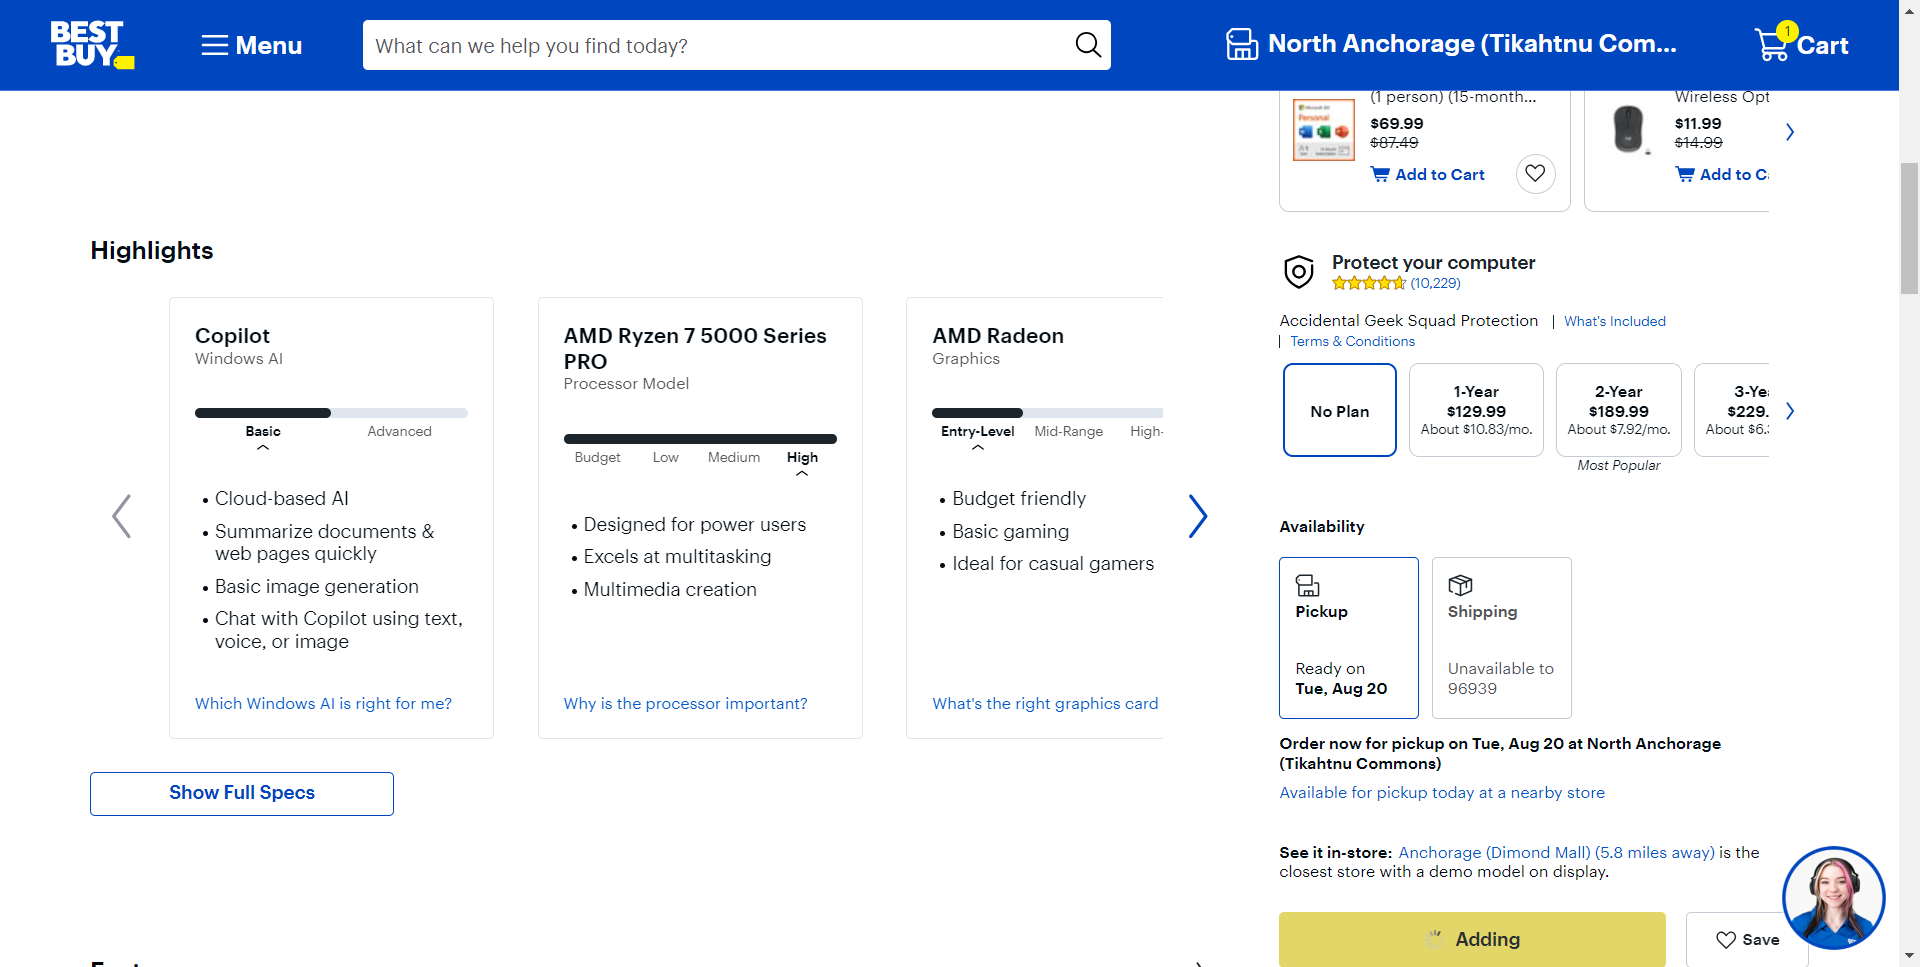 BEST
BUY
Menu
What can we help you find today?
North Anchorage (Tikahtnu Com...
1
Cart
(1 person) (15-month...
$69.99
$87.49
Add to Cart
Wireless Opt
$11.99
$14.99
Add to Ca
Highlights
Copilot
Windows AI
Basic
Advanced
Cloud-based AI
Summarize documents &
web pages quickly
Basic image generation
Chat with Copilot using text,
voice, or image
Which Windows AI is right for me?
AMD Ryzen 7 5000 Series
PRO
Processor Model
Budget
Low
Medium
High
Designed for power users
Excels at multitasking
Multimedia creation
Why is the processor important?
AMD Radeon
Graphics
Entry-Level
Mid-Range
High-
Budget friendly
Basic gaming
Ideal for casual gamers
What's the right graphics card
Show Full Specs
Protect your computer
(10,229)
Accidental Geek Squad Protection | What's Included
| Terms & Conditions
No Plan
1-Year
$129.99
About $10.83/mo.
2-Year
$189.99
About $7.92/mo.
Most Popular
3-Yea
$229.
About $6.3
Availability
Pickup
Ready on
Tue, Aug 20
Shipping
Unavailable to
96939
Order now for pickup on Tue, Aug 20 at North Anchorage
(Tikahtnu Commons)
Available for pickup today at a nearby store
See it in-store: Anchorage (Dimond Mall) (5.8 miles away) is the
closest store with a demo model on display.
Adding
Save